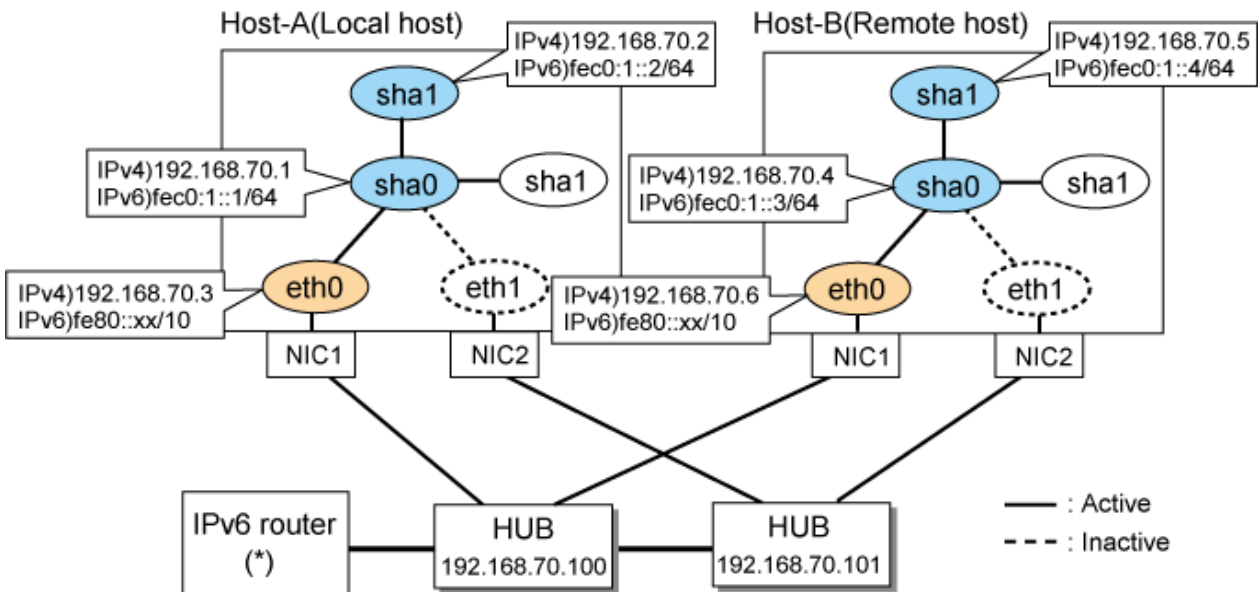 Host-A(Local host)
IPv4)192.168.70.2
IPv6)fec0:1::2/64
sha1
IPv4)192.168.70.1
IPv6)fec0:1::1/64
sha0
sha1
IPv4)192.168.70.3
IPv6)fe80::xx/10
eth0
eth1
NIC1
NIC2
Host-B(Remote host)
IPv4)192.168.70.5
IPv6)fec0:1::4/64
sha1
IPv4)192.168.70.4
IPv6)fec0:1::3/64
sha0
sha1
IPv4)192.168.70.6
IPv6)fe80::xx/10
eth0
eth1
NIC1
NIC2
IPv6 router
(*)
HUB
192.168.70.100
HUB
192.168.70.101
: Active
: Inactive